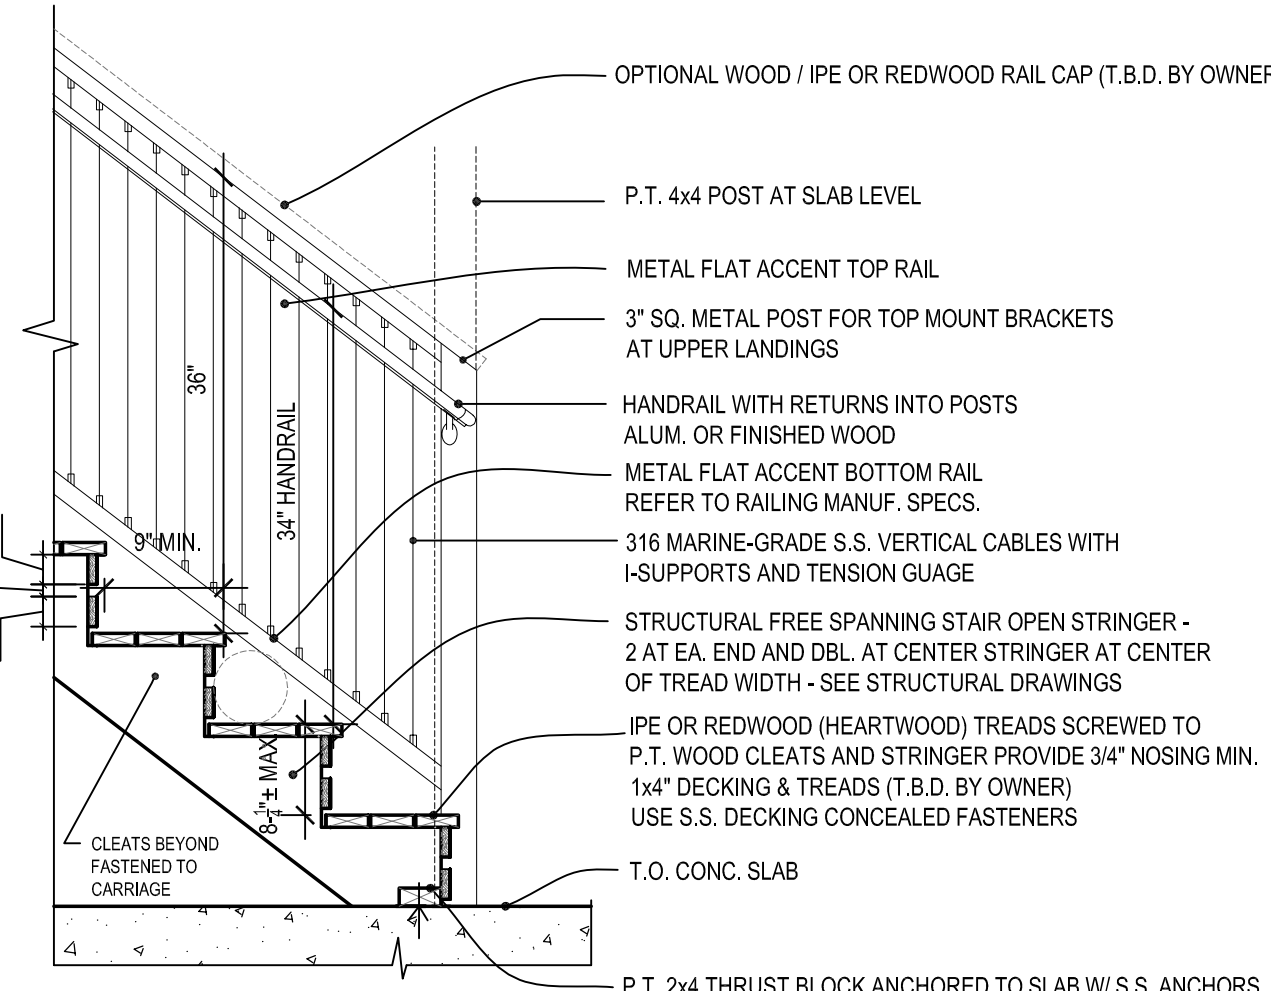 OPTIONAL WOOD / IPE OR REDWOOD RAIL CAP (T.B.D. BY OWNER
P.T. 4x4 POST AT SLAB LEVEL
METAL FLAT ACCENT TOP RAIL
3" SQ. METAL POST FOR TOP MOUNT BRACKETS
AT UPPER LANDINGS
36"
34" HANDRAIL
HANDRAIL WITH RETURNS INTO POSTS
ALUM. OR FINISHED WOOD
METAL FLAT ACCENT BOTTOM RAIL
REFER TO RAILING MANUF. SPECS.
9" MIN.
316 MARINE-GRADE S.S. VERTICAL CABLES WITH
I-SUPPORTS AND TENSION GUAGE
STRUCTURAL FREE SPANNING STAIR OPEN STRINGER -
2 AT EA. END AND DBL. AT CENTER STRINGER AT CENTER
OF TREAD WIDTH - SEE STRUCTURAL DRAWINGS
IPE OR REDWOOD (HEARTWOOD) TREADS SCREWED TO
P.T. WOOD CLEATS AND STRINGER PROVIDE 3/4" NOSING MIN.
1x4" DECKING & TREADS (T.B.D. BY OWNER)
USE S.S. DECKING CONCEALED FASTENERS
8-1/4"± MAX
CLEATS BEYOND
FASTENED TO
CARRIAGE
T.O. CONC. SLAB
P.T. 2x4 THRUST BLOCK ANCHORED TO SLAB W/ S.S. ANCHORS